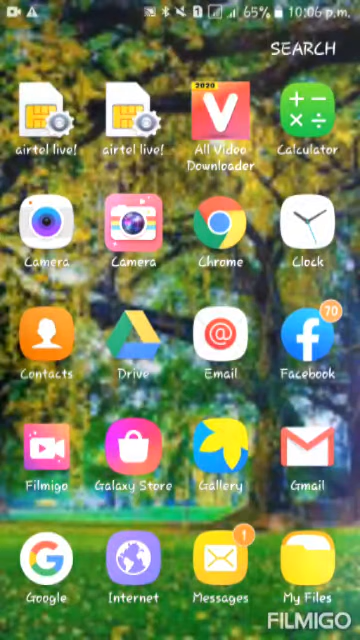 65% 10:06 p.m.
SEARCH
airtel live! airtel live! 2020 All Video Downloader Calculator
Camera Camera Chrome Clock
Contacts Drive Email 70 Facebook
Filmigo Galaxy Store Gallery Gmail
Google Internet 1 Messages My Files
FILMIGO